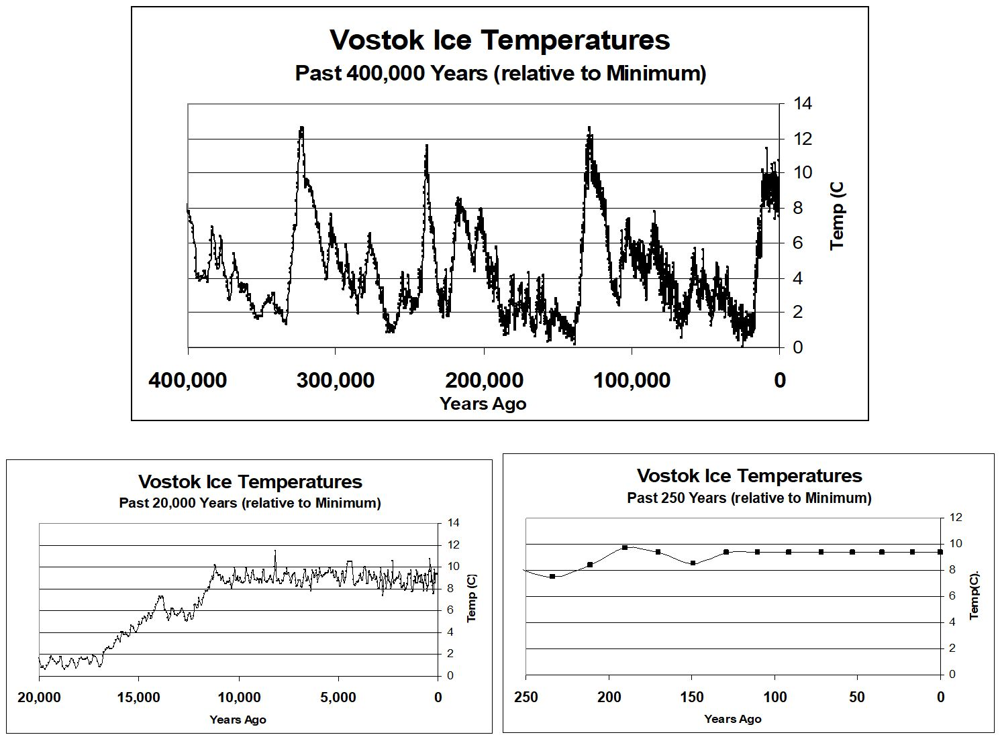 Vostok Ice Temperatures
Past 400,000 Years (relative to Minimum)
14
12
10
8
6
4
2
0
Temp (C
400,000 300,000 200,000 100,000 0
Years Ago
Vostok Ice Temperatures
Past 20,000 Years (relative to Minimum)
14
12
10
8
6
4
2
0
Temp (C)
20,000 15,000 10,000 5,000 0
Years Ago
Vostok Ice Temperatures
Past 250 Years (relative to Minimum)
12
10
8
6
4
2
0
Temp(C).
250 200 150 100 50 0
Years Ago